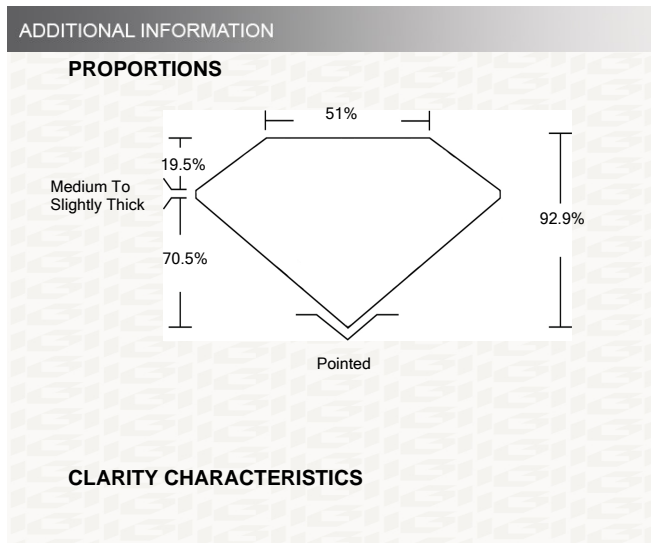 ADDITIONAL INFORMATION
PROPORTIONS
51%
19.5%
Medium To
Slightly Thick
92.9%
70.5%
Pointed
CLARITY CHARACTERISTICS